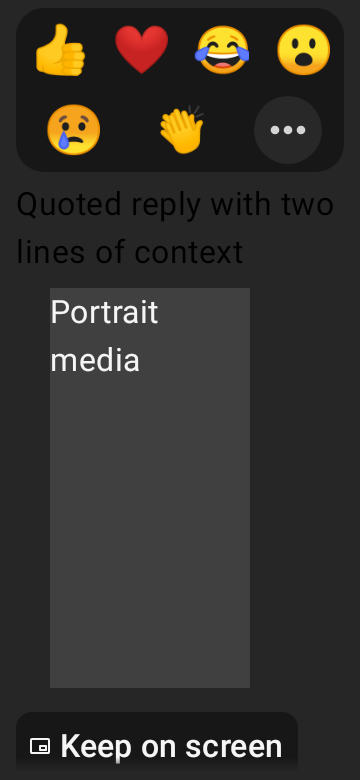 Quoted reply with two
lines of context
Portrait
media
Keep on screen